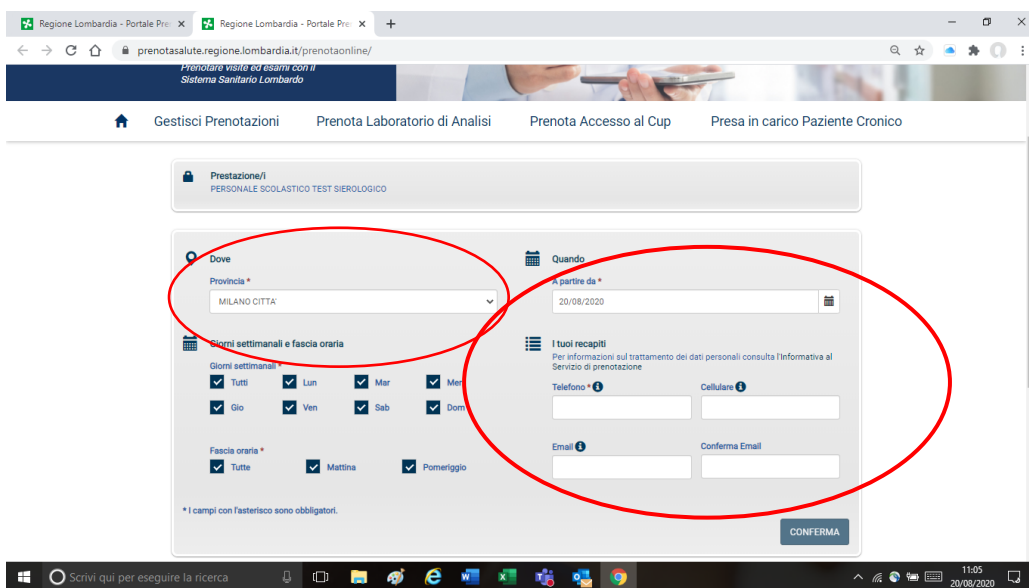 Regione Lombardia - Portale Pre
Regione Lombardia - Portale Pre
prenotasalute.regione.lombardia.it/prenotaonline/
Prenotare visite ed esami con il
Sistema Sanitario Lombardo
Gestisci Prenotazioni
Prenota Laboratorio di Analisi
Prenota Accesso al Cup
Presa in carico Paziente Cronico
Prestazione/i
PERSONALE SCOLASTICO TEST SIEROLOGICO
Dove
Provincia *
MILANO CITTA'
Quando
A partire da *
20/08/2020
Giorni settimanali e fascia oraria
Giorni settimanali *
Tutti Lun Mar Mer
Gio Ven Sab Dom
Fascia oraria *
Tutte Mattina Pomeriggio
I tuoi recapiti
Per informazioni sul trattamento dei dati personali consulta l'Informativa al
Servizio di prenotazione
Telefono * Cellulare
Email Conferma Email
* I campi con l'asterisco sono obbligatori.
CONFERMA
Scrivi qui per eseguire la ricerca
11:05
20/08/2020